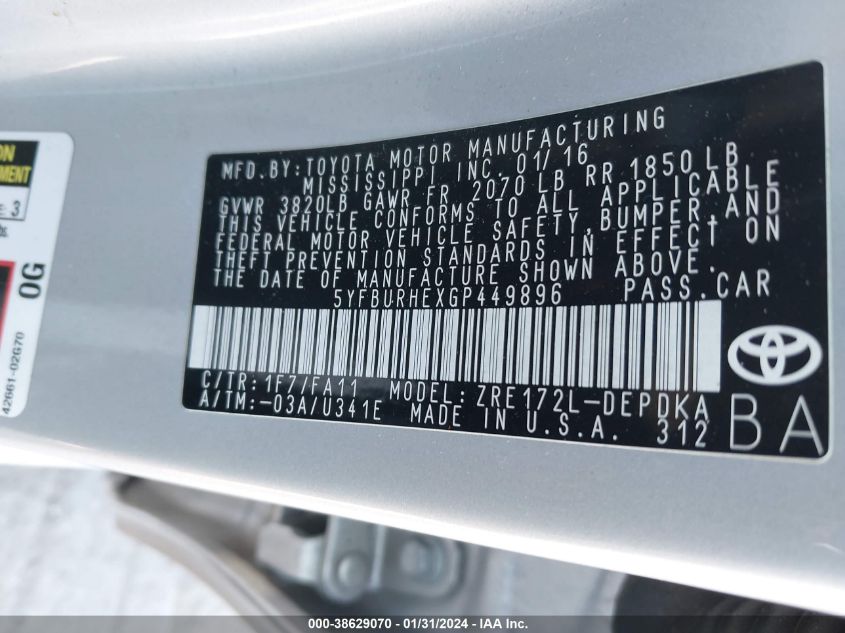 MFD.BY:TOYOTA MOTOR MANUFACTURING
MISSISSIPPI INC. 01/16
GVWR 3820LB GAWR FR 2070 LB RR 1850LB
THIS VEHICLE CONFORMS TO ALL APPLICABLE
FEDERAL MOTOR VEHICLE SAFETY,BUMPER,AND
THEFT PREVENTION STANDARDS IN EFFECT ON
THE DATE OF MANUFACTURE SHOWN ABOVE.
5YFBURHEXGP449896 PASS.CAR
C/TR:1F7/FA11 MODEL:ZRE172L-DEPDKA
A/TM:-03A/U341E MADE IN U.S.A. 312
BA
3
0G
42661-02G70
000-38629070 - 01/31/2024 - IAA Inc.